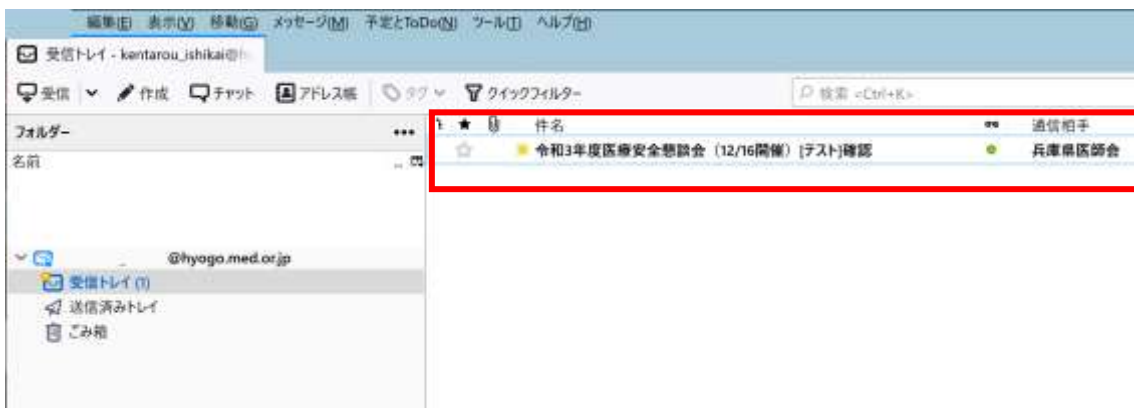 編集(E) 表示(V) 移動(G) メッセージ(M) 予定とToDo(N) ツール(T) ヘルプ(H)
受信トレイ - kentarou_ishikai@h
受信 作成 チャット アドレス帳 タグ クイックフィルター 検索 <Ctrl+K>
フォルダー
件名 通信相手
名前
令和3年度医療安全懇談会（12/16開催）[テスト]確認 兵庫県医師会
@hyogo.med.or.jp
受信トレイ (1)
送信済みトレイ
ごみ箱